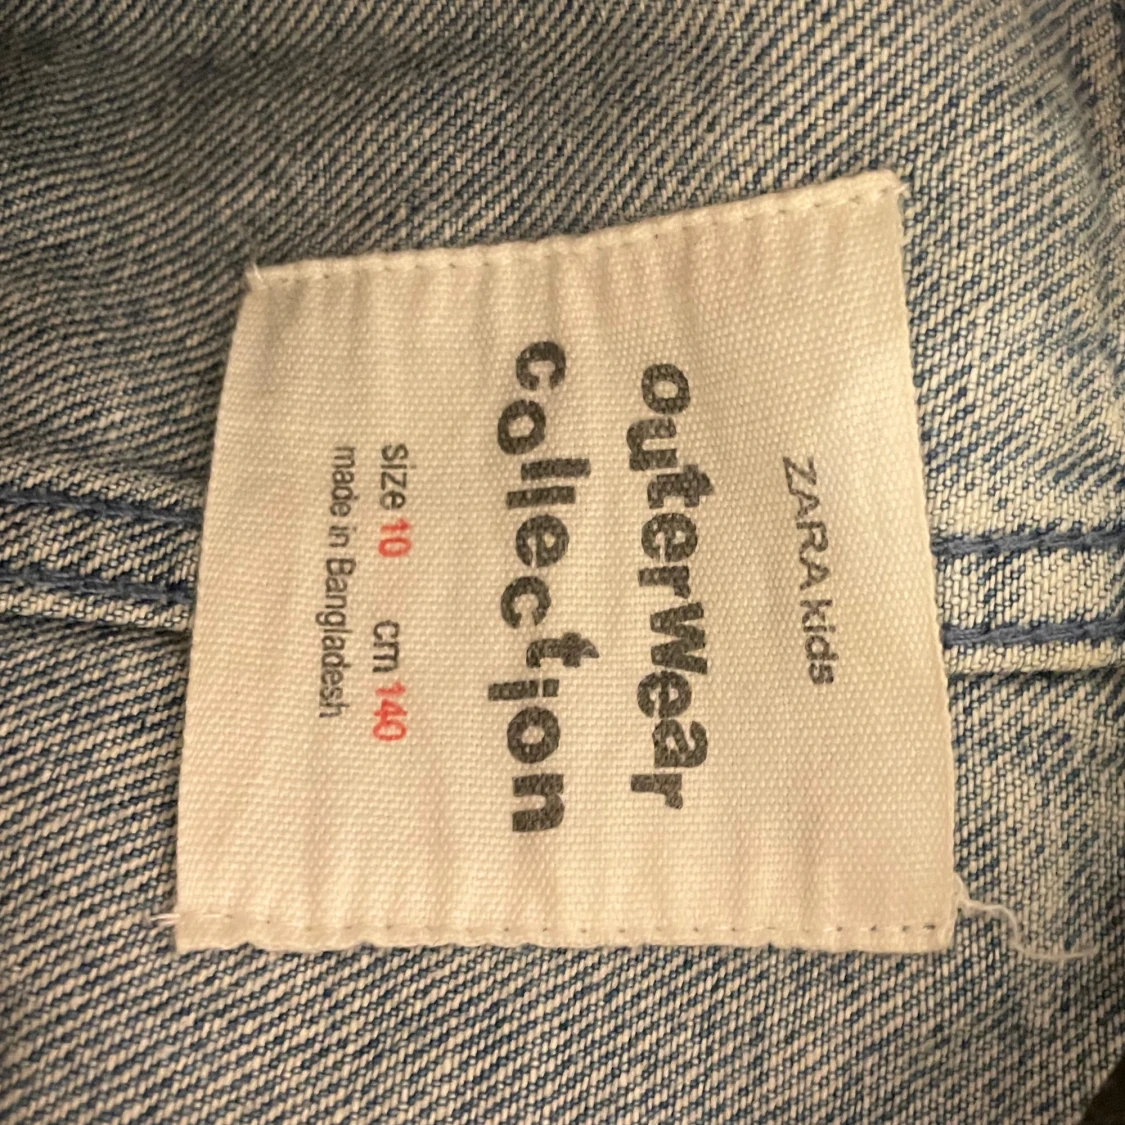 ZARA kids
outerwear
collection
size 10 cm 140
made in Bangladesh